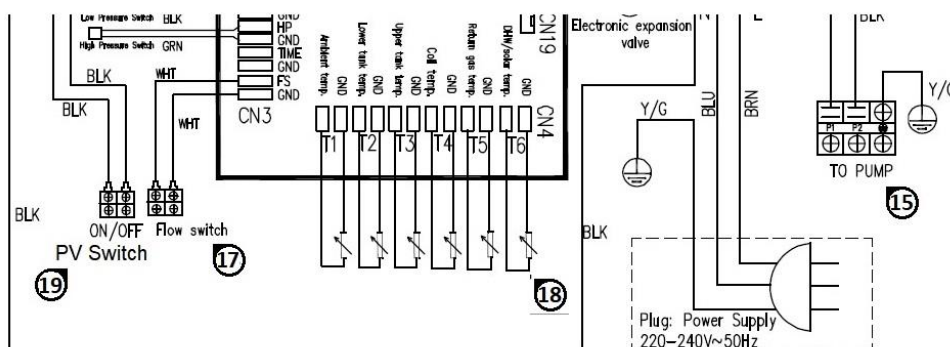 GND
Low Pressure Switch
BLK
HP
High Pressure Switch
GRN
GND
TIME
GND
BLK
WHT
FS
BLK
GND
CN3
WHT
Ambient temp.
GND
Lower tank temp.
GND
Upper tank temp.
GND
Coil temp.
GND
Return gas temp.
GND
DHW/solar temp.
GND
CN19
CN4
T1
T2
T3
T4
T5
T6
Electronic expansion
valve
N
L
Y/G
BLU
BRN
BLK
Y/G
P1
P2
TO PUMP
15
BLK
ON/OFF
Flow switch
PV Switch
17
19
18
BLK
Plug: Power Supply
220-240V~50Hz